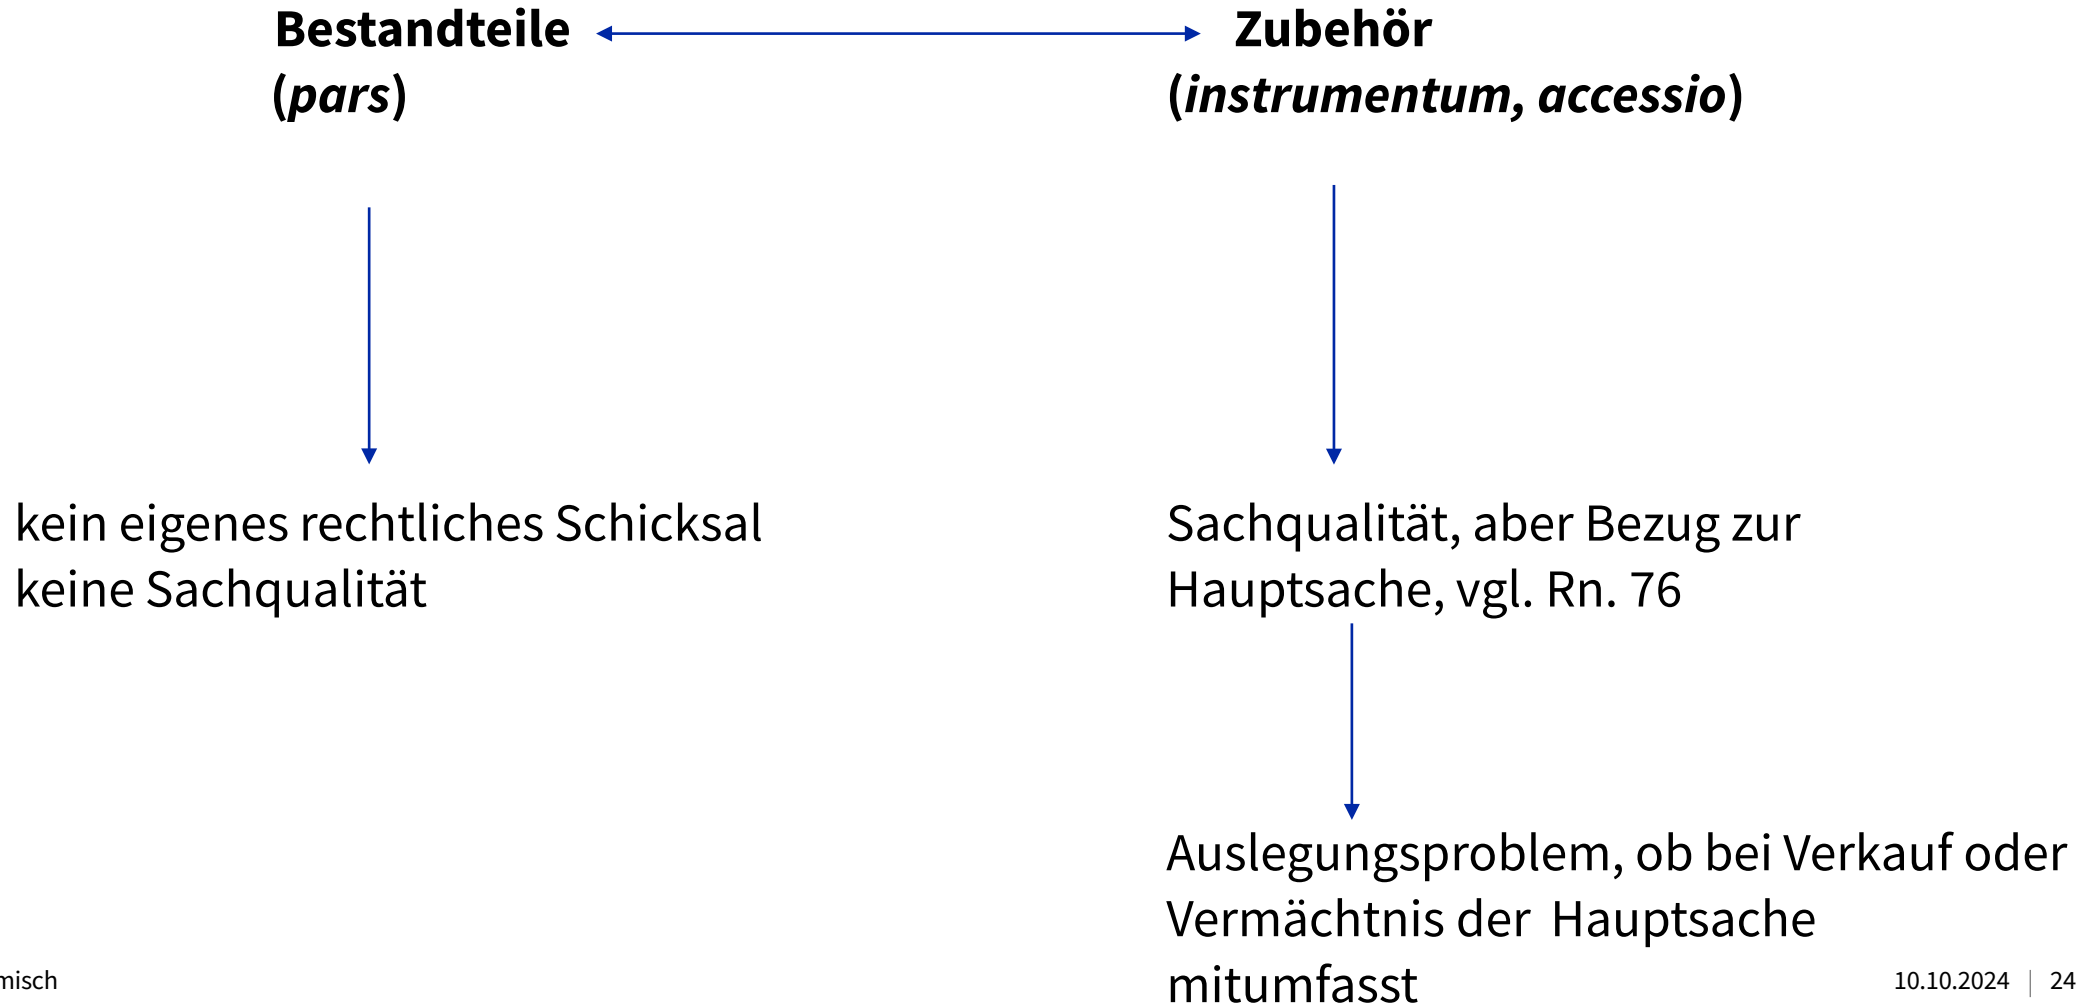 Bestandteile
(pars)
Zubehör
(instrumentum, accessio)
kein eigenes rechtliches Schicksal
keine Sachqualität
Sachqualität, aber Bezug zur
Hauptsache, vgl. Rn. 76
Auslegungsproblem, ob bei Verkauf oder
Vermächtnis der Hauptsache
mitumfasst
10.10.2024 | 24